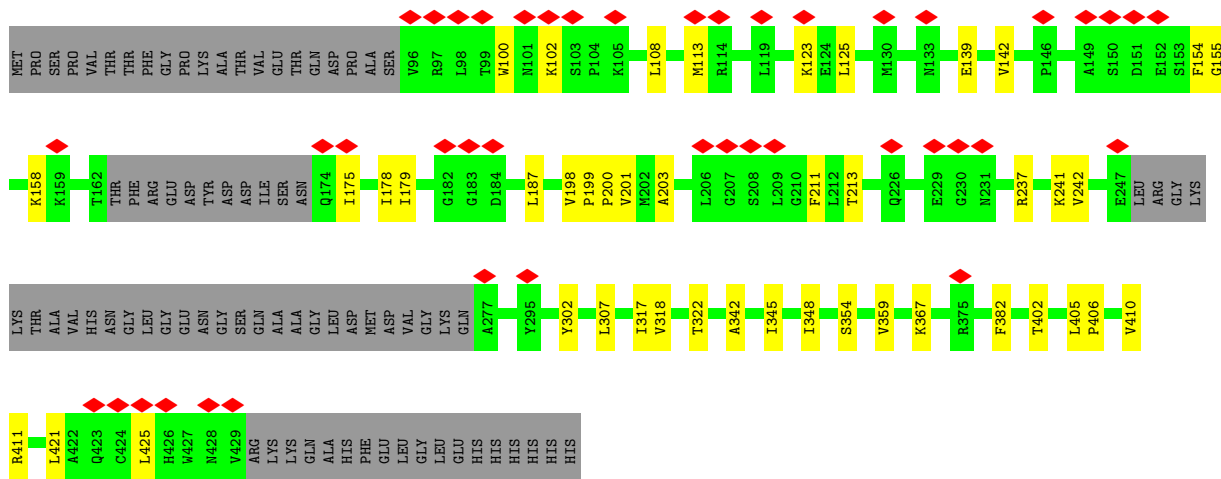 MET PRO SER PRO VAL THR THR PHE GLY PRO LYS ALA THR VAL GLU THR GLN ASP PRO ALA SER V96 R97 L98 T99 W100 N101 K102 S103 P104 K105 L108 M113 R114 L119 K123 E124 L125 M130 N133 E139 V142 P146 A149 S150 D151 E152 S153 F154 G155
K158 K159 T162 THR PHE ARG GLU ASP TYR ASP ASP ILE SER ASN Q174 I175 I178 I179 G182 G183 D184 L187 V198 P199 P200 V201 M202 A203 L206 G207 S208 L209 G210 F211 L212 T213 Q226 E229 G230 N231 R237 K241 V242 E247 LEU ARG GLY LYS
LYS THR ALA VAL HIS ASN GLY LEU GLY GLU ASN GLY SER GLN ALA ALA GLY LEU ASP MET ASP VAL GLY LYS GLN A277 Y295 Y302 L307 I317 V318 T322 A342 I345 I348 S354 V359 K367 R375 F382 T402 L405 P406 V410
R411 L421 A422 Q423 C424 L425 H426 W427 N428 V429 ARG LYS LYS GLN ALA HIS PHE GLU LEU GLY LEU GLU HIS HIS HIS HIS HIS HIS